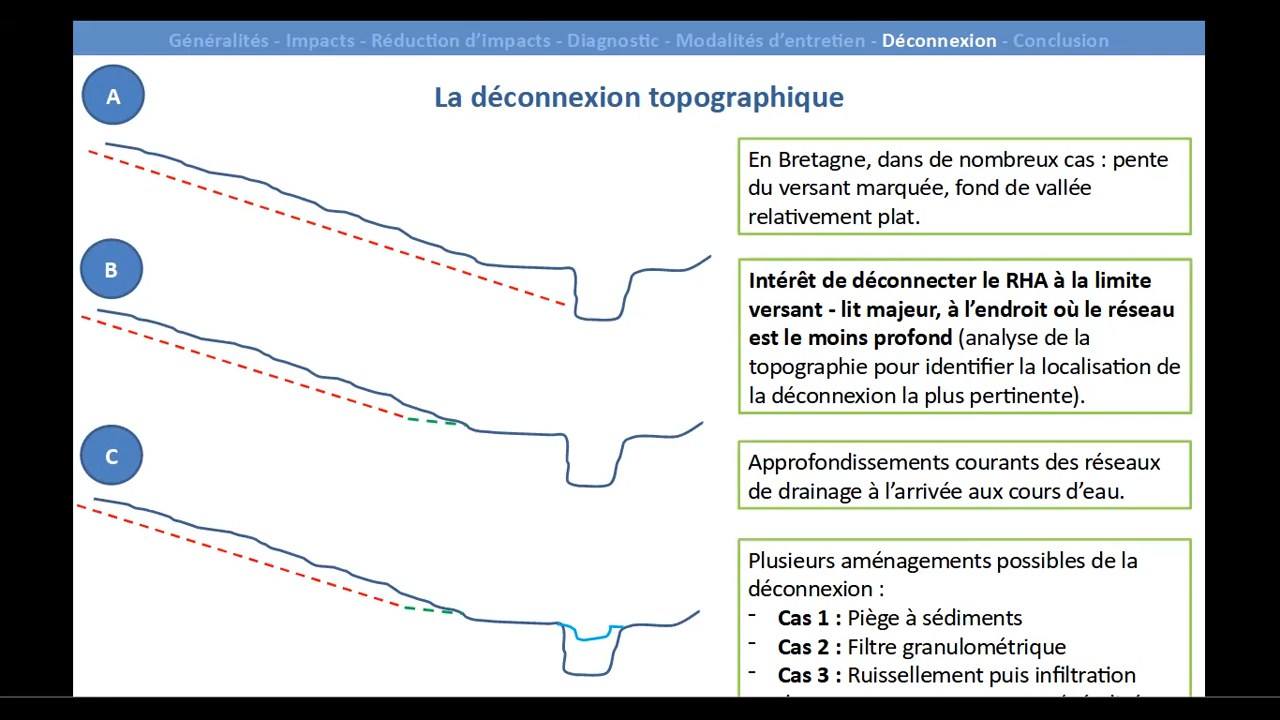 Généralités - Impacts - Réduction d'impacts - Diagnostic - Modalités d'entretien - Déconnexion - Conclusion
La déconnexion topographique
A
B
C
En Bretagne, dans de nombreux cas : pente
du versant marquée, fond de vallée
relativement plat.
Intérêt de déconnecter le RHA à la limite
versant - lit majeur, à l'endroit où le réseau
est le moins profond (analyse de la
topographie pour identifier la localisation de
la déconnexion la plus pertinente).
Approfondissements courants des réseaux
de drainage à l'arrivée aux cours d'eau.
Plusieurs aménagements possibles de la
déconnexion :
- Cas 1 : Piège à sédiments
- Cas 2 : Filtre granulométrique
- Cas 3 : Ruissellement puis infiltration